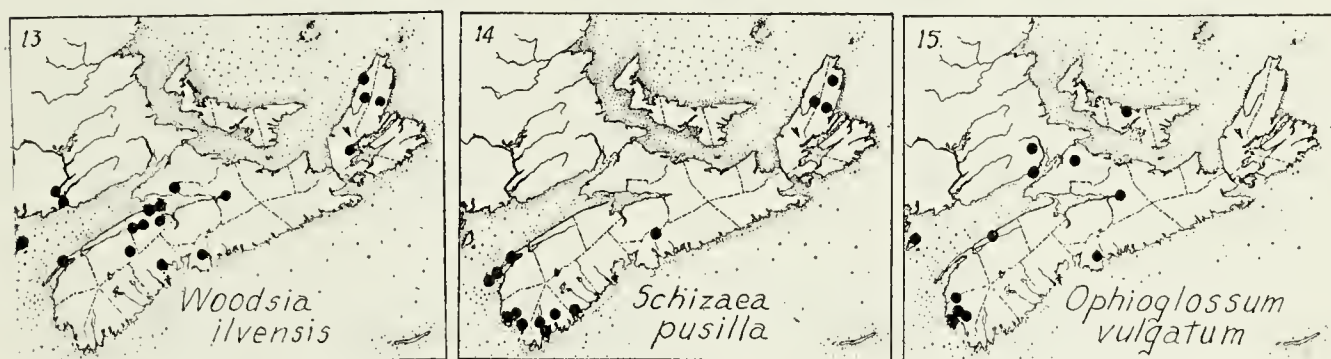 13
Woodsia
ilvensis
14
Schizaea
pusilla
15
Ophioglossum
vulgatum